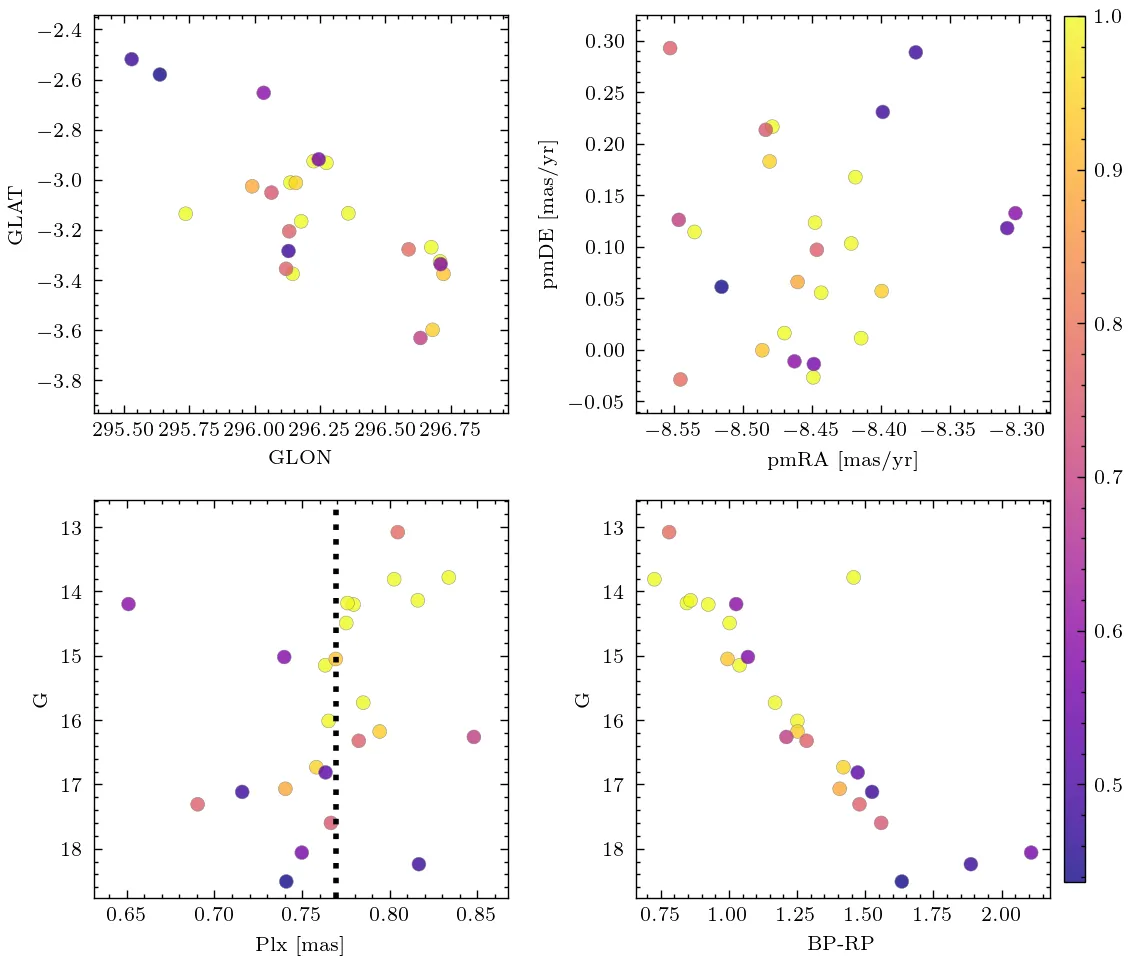 −2.4
−2.6
−2.8
−3.0
−3.2
−3.4
−3.6
−3.8
GLAT
295.50 295.75 296.00 296.25 296.50 296.75
GLON
0.30
0.25
0.20
0.15
0.10
0.05
0.00
−0.05
pmDE [mas/yr]
−8.55 −8.50 −8.45 −8.40 −8.35 −8.30
pmRA [mas/yr]
1.0
0.9
0.8
0.7
0.6
0.5
13
14
15
16
17
18
G
0.65 0.70 0.75 0.80 0.85
Plx [mas]
13
14
15
16
17
18
G
0.75 1.00 1.25 1.50 1.75 2.00
BP-RP